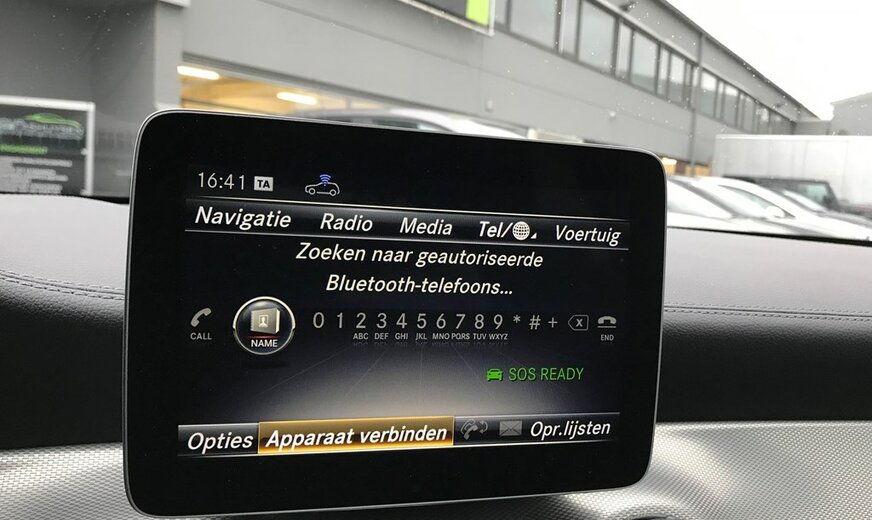 16:41 TA
Navigatie Radio Media Tel/ Voertuig
Zoeken naar geautoriseerde
Bluetooth-telefoons...
0 1 2 3 4 5 6 7 8 9 * # +
ABC DEF GHI JKL MNO PQRS TUV WXYZ
CALL NAME END
SOS READY
Opties Apparaat verbinden Opr.lijsten